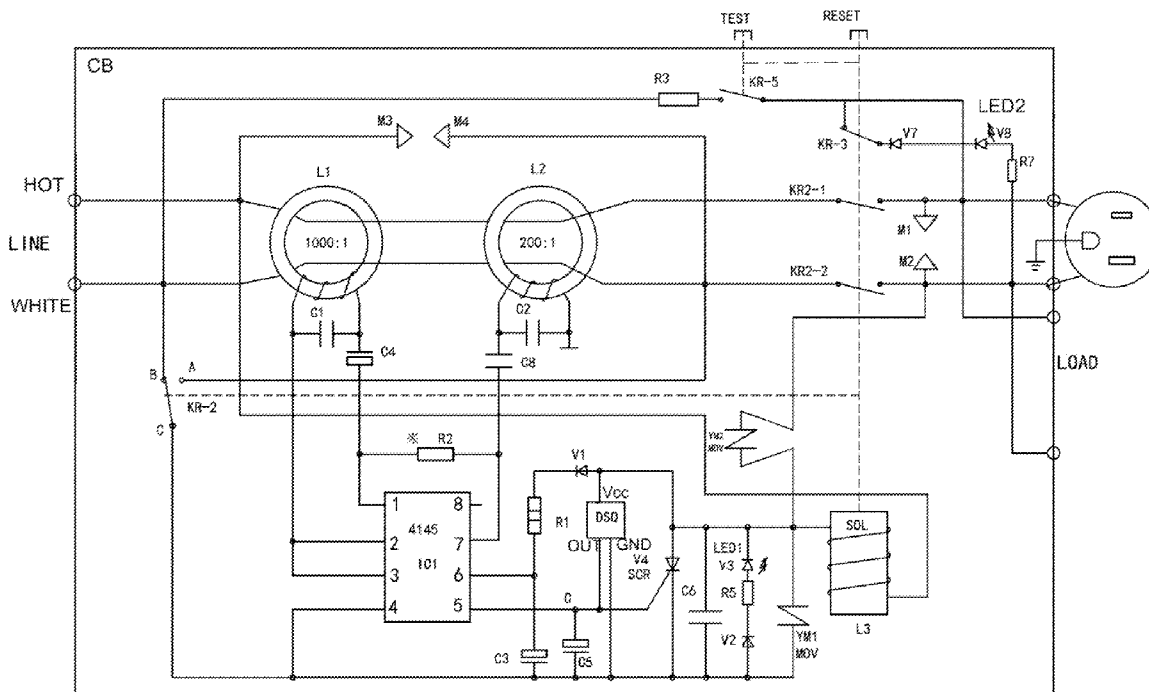 TEST
RESET
CB
R3
KR-5
LED2
M3
M4
KR-3
V7
V8
R7
L1
L2
HOT
KR2-1
1000:1
200:1
M1
LINE
M2
KR2-2
WHITE
C1
C2
C4
C8
LOAD
B
A
KR-2
C
YM2
MOV
※
R2
V1
Vcc
1
8
4145
R1
DSQ
SOL
2
7
OUT
GND
LED1
V4
V3
SCR
3
IC1
6
C6
R5
4
5
G
L3
V2
YM1
MOV
C3
C5